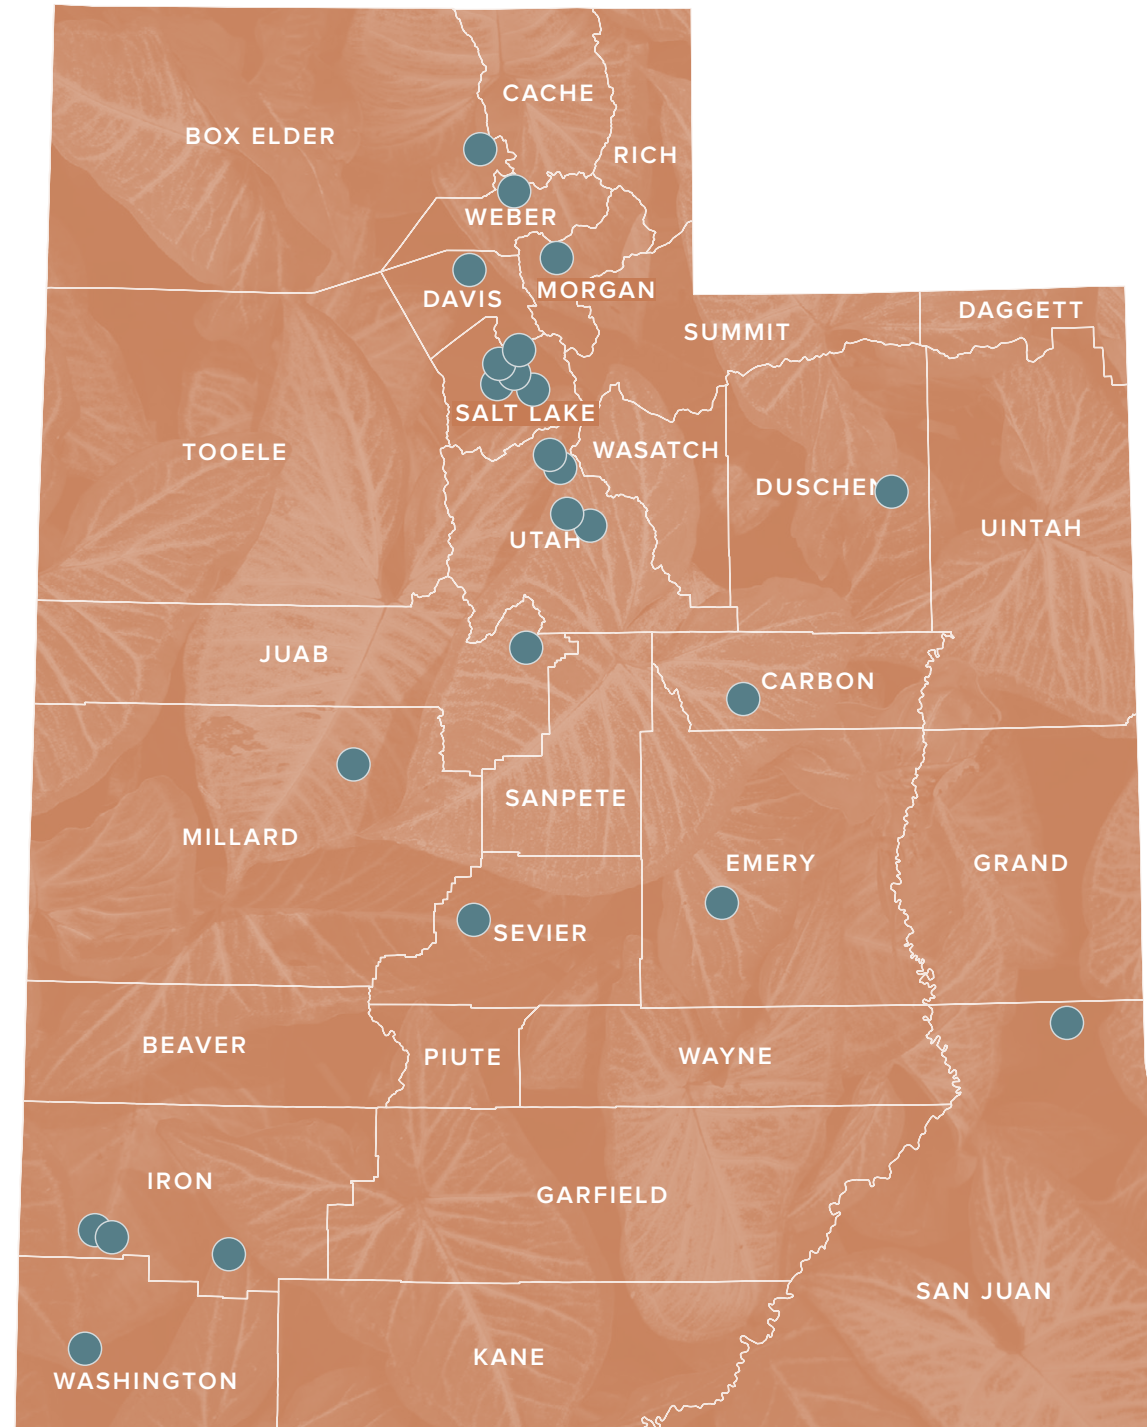 CACHE
BOX ELDER
RICH
WEBER
MORGAN
DAVIS
DAGGETT
SUMMIT
SALT LAKE
WASATCH
TOOELE
DUSCHEN
UINTAH
UTAH
JUAB
CARBON
SANPETE
MILLARD
EMERY
GRAND
SEVIER
BEAVER
PIUTE
WAYNE
IRON
GARFIELD
SAN JUAN
KANE
WASHINGTON